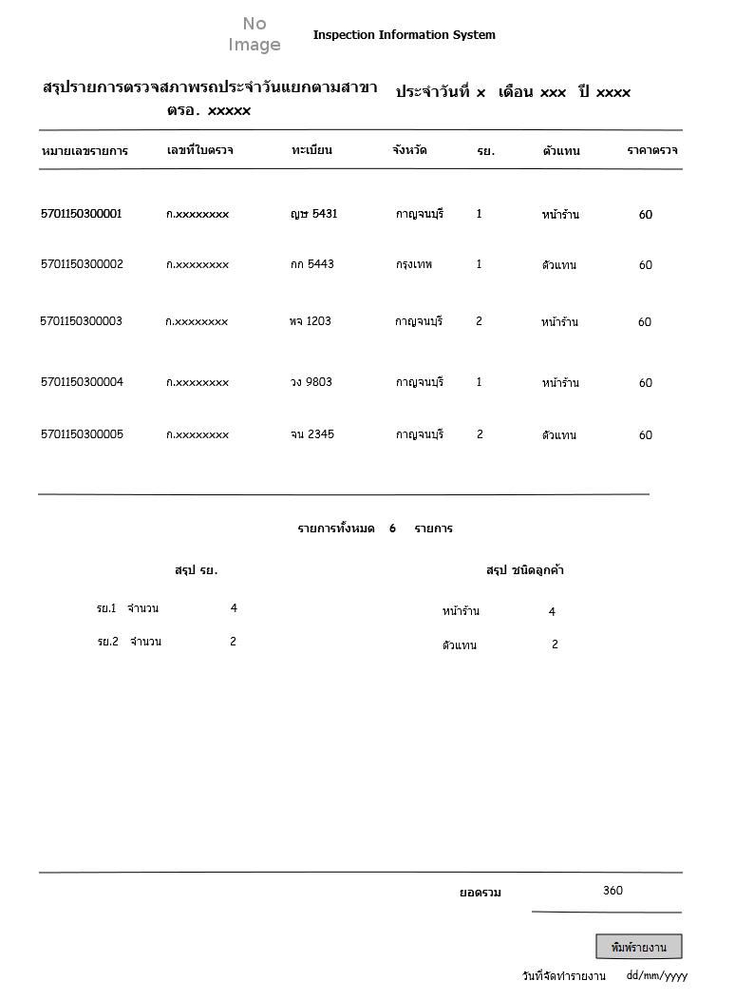 No
Image
Inspection Information System
สรุปรายการตรวจสภาพรถประจำวันแยกตามสาขา ประจำวันที่ x เดือน xxx ปี xxxx
ตรอ. xxxxx
หมายเลขรายการ เลขที่ใบตรวจ ทะเบียน จังหวัด รย. ตัวแทน ราคาตรวจ
5701150300001 ก.xxxxxxxx ญษ 5431 กาญจนบุรี 1 หน้าร้าน 60
5701150300002 ก.xxxxxxxx กก 5443 กรุงเทพ 1 ตัวแทน 60
5701150300003 ก.xxxxxxxx พจ 1203 กาญจนบุรี 2 หน้าร้าน 60
5701150300004 ก.xxxxxxxx วง 9803 กาญจนบุรี 1 หน้าร้าน 60
5701150300005 ก.xxxxxxxx จน 2345 กาญจนบุรี 2 ตัวแทน 60
รายการทั้งหมด 6 รายการ
สรุป รย. สรุป ชนิดลูกค้า
รย.1 จำนวน 4 หน้าร้าน 4
รย.2 จำนวน 2 ตัวแทน 2
ยอดรวม 360
พิมพ์รายงาน
วันที่จัดทำรายงาน dd/mm/yyyy